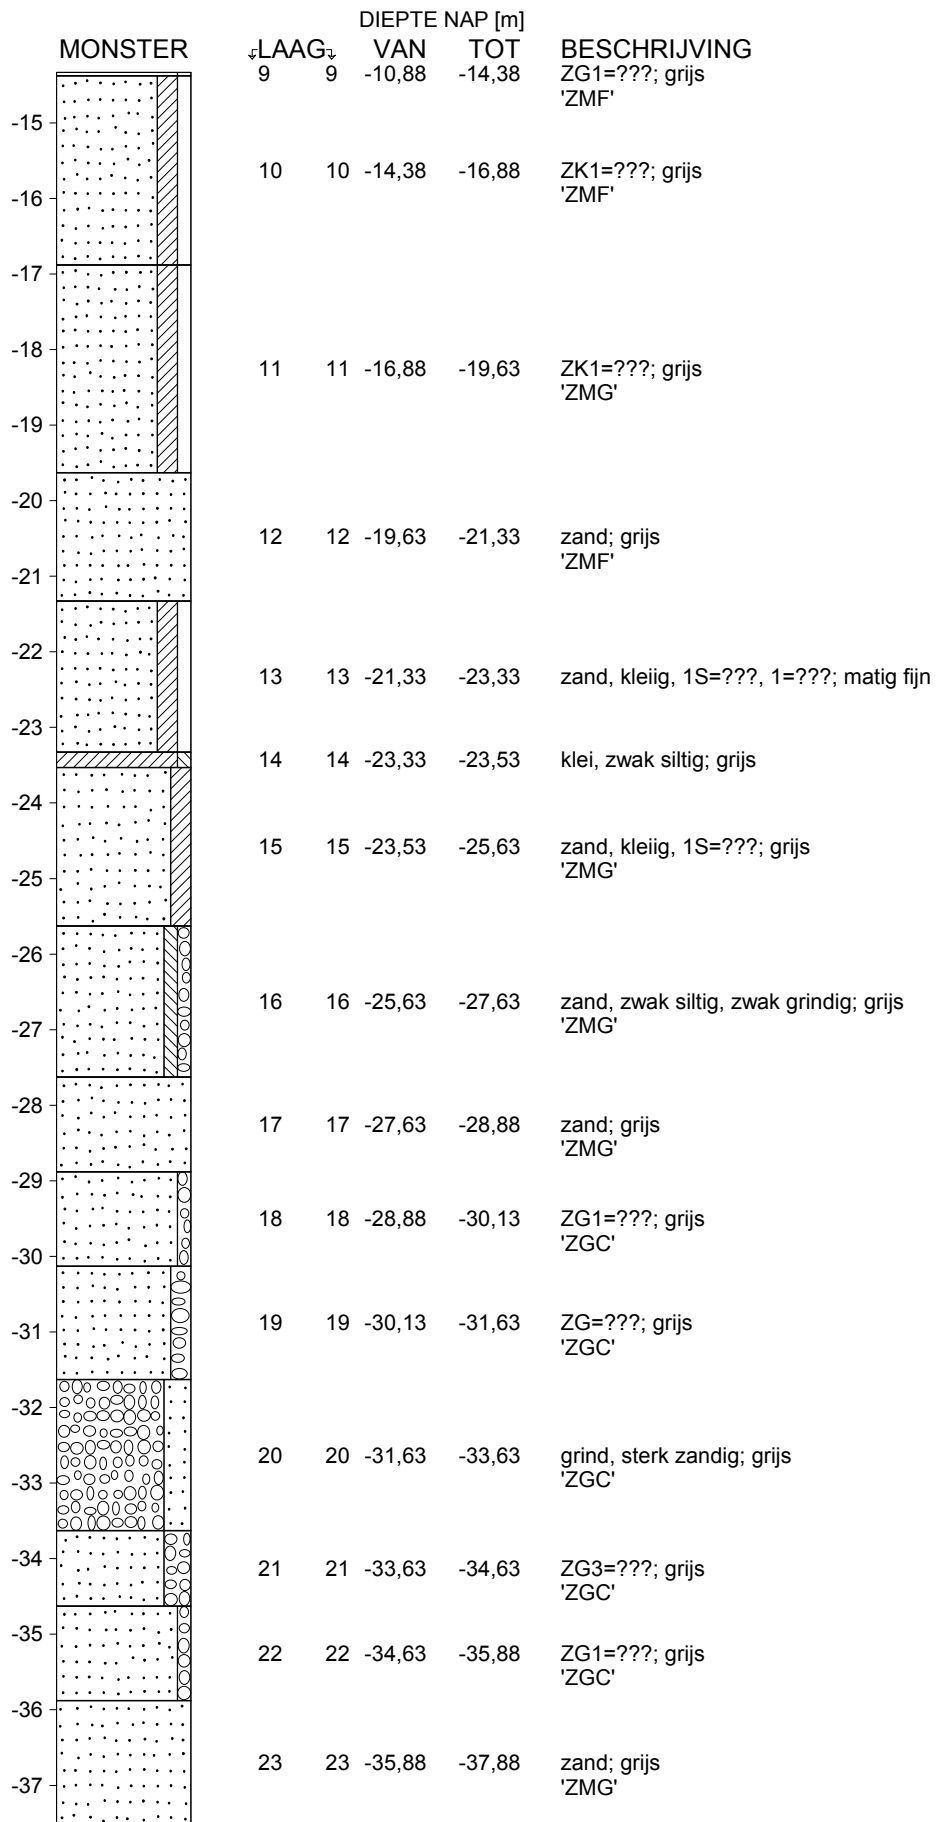 DIEPTE NAP [m]
MONSTER LAAG VAN TOT BESCHRIJVING
9 9 -10,88 -14,38 ZG1=???; grijs
'ZMF'
-15
10 10 -14,38 -16,88 ZK1=???; grijs
'ZMF'
-16
-17
-18
11 11 -16,88 -19,63 ZK1=???; grijs
'ZMG'
-19
-20
12 12 -19,63 -21,33 zand; grijs
'ZMF'
-21
-22
13 13 -21,33 -23,33 zand, kleiig, 1S=???, 1=???; matig fijn
-23
14 14 -23,33 -23,53 klei, zwak siltig; grijs
-24
15 15 -23,53 -25,63 zand, kleiig, 1S=???; grijs
'ZMG'
-25
-26
16 16 -25,63 -27,63 zand, zwak siltig, zwak grindig; grijs
'ZMG'
-27
-28
17 17 -27,63 -28,88 zand; grijs
'ZMG'
-29
18 18 -28,88 -30,13 ZG1=???; grijs
'ZGC'
-30
19 19 -30,13 -31,63 ZG=???; grijs
-31
'ZGC'
-32
20 20 -31,63 -33,63 grind, sterk zandig; grijs
'ZGC'
-33
-34
21 21 -33,63 -34,63 ZG3=???; grijs
'ZGC'
-35
22 22 -34,63 -35,88 ZG1=???; grijs
'ZGC'
-36
23 23 -35,88 -37,88 zand; grijs
-37
'ZMG'